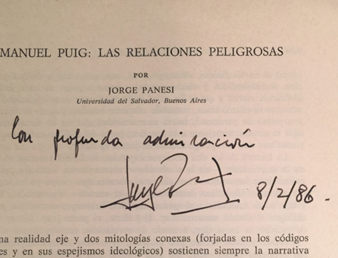 MANUEL PUIG: LAS RELACIONES PELIGROSAS
POR
JORGE PANESI
Universidad del Salvador, Buenos Aires
Con profunda admiración
8/2/86.
na realidad eje y dos mitologías conexas (forjadas en los códigos
es y en sus espejismos ideológicos) sostienen siempre la narrativa